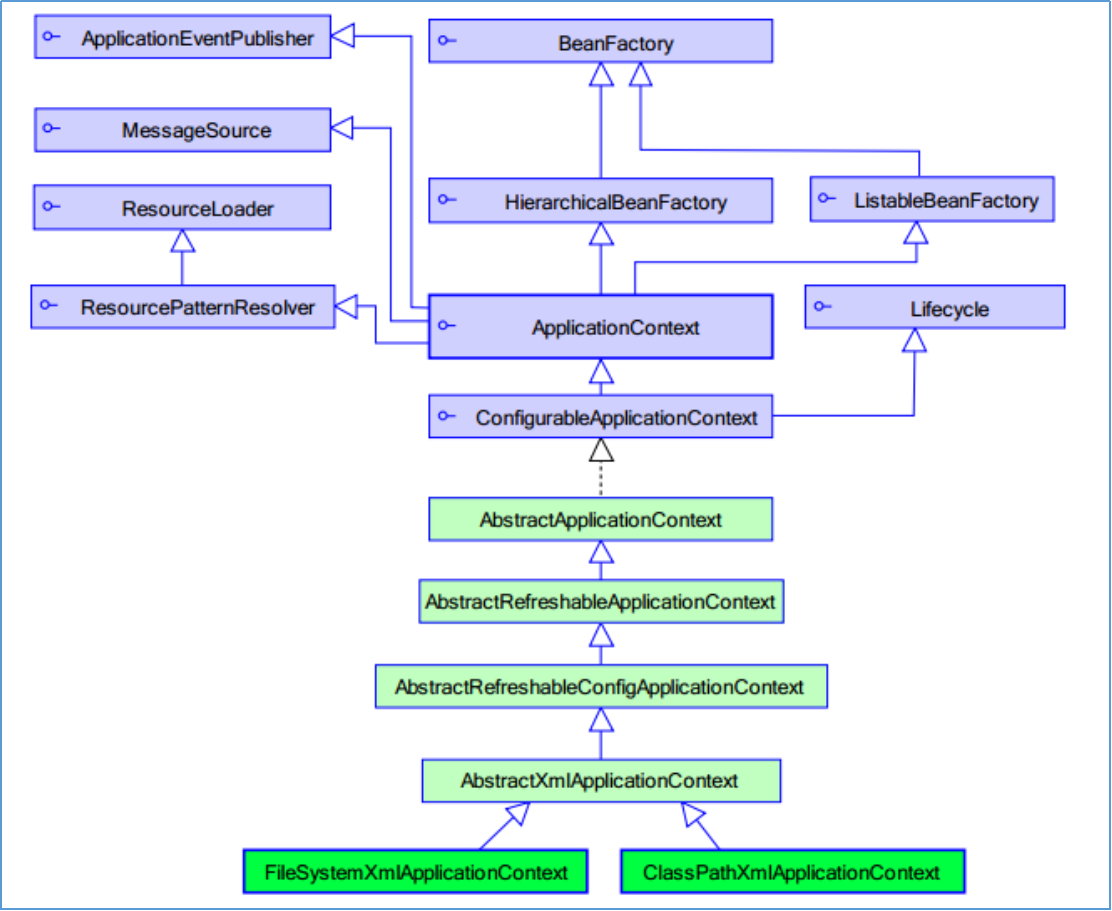 ApplicationEventPublisher
BeanFactory
MessageSource
HierarchicalBeanFactory
ListableBeanFactory
ResourceLoader
ResourcePatternResolver
ApplicationContext
Lifecycle
ConfigurableApplicationContext
AbstractApplicationContext
AbstractRefreshableApplicationContext
AbstractRefreshableConfigApplicationContext
AbstractXmlApplicationContext
FileSystemXmlApplicationContext
ClassPathXmlApplicationContext